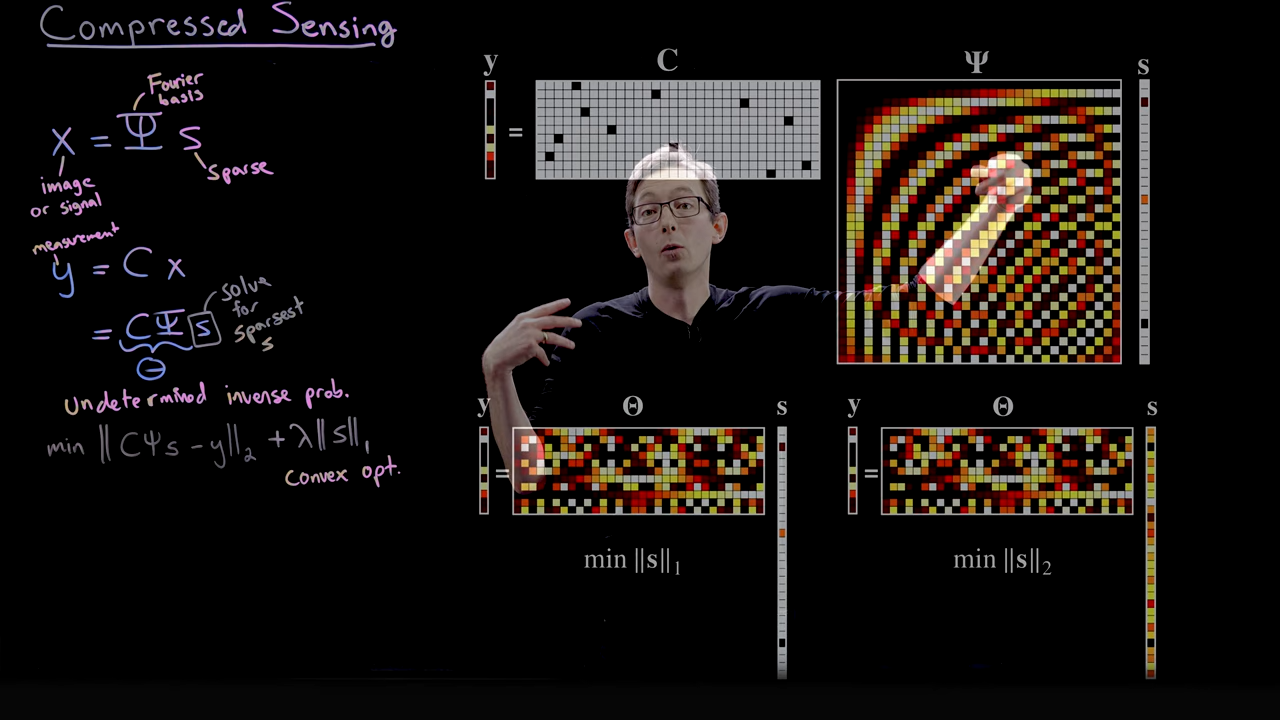 Compressed Sensing
Fourier
basis
x = Ψ s
image
or signal
sparse
measurement
y = C x
= C Ψ s
solve
for
sparsest
s
Θ
Undetermined inverse prob.
min ||CΨs - y||₂ + λ||s||₁
Convex opt.
y = C Ψ s
y = Θ s
min ||s||₁
y = Θ s
min ||s||₂